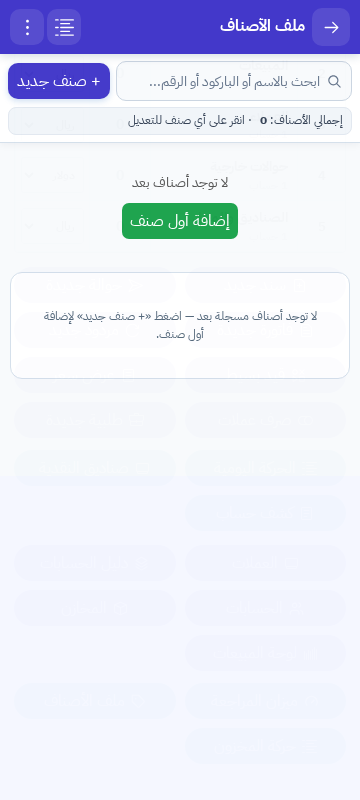 ملف الأصناف
ابحث بالاسم أو الباركود أو الرقم...
+ صنف جديد
إجمالي الأصناف: 0 · انقر على أي صنف للتعديل
لا توجد أصناف بعد
إضافة أول صنف
لا توجد أصناف مسجلة بعد — اضغط «+ صنف جديد» لإضافة
أول صنف.